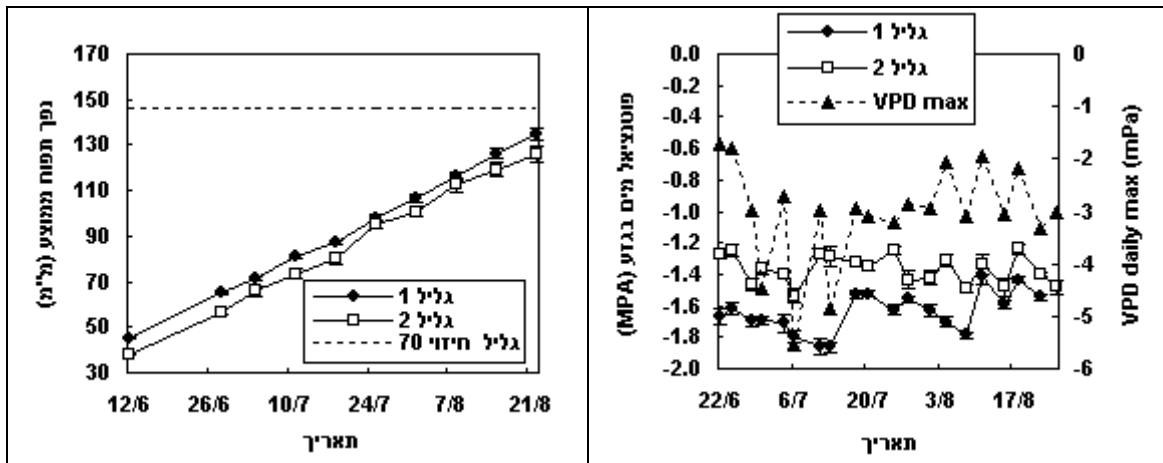 170
150
130
110
90
70
50
30
נפך תפוח ממוצע (מ"מ)
גליל 1
גליל 2
גליל חיזוי 70
12/6 26/6 10/7 24/7 7/8 21/8
תאריך
גליל 1
גליל 2
VPD max
0.0
-0.2
-0.4
-0.6
-0.8
-1.0
-1.2
-1.4
-1.6
-1.8
-2.0
פוטנציאל מים בגזע (MPA)
0
-1
-2
-3
-4
-5
-6
VPD daily max (mPa)
22/6 6/7 20/7 3/8 17/8
תאריך